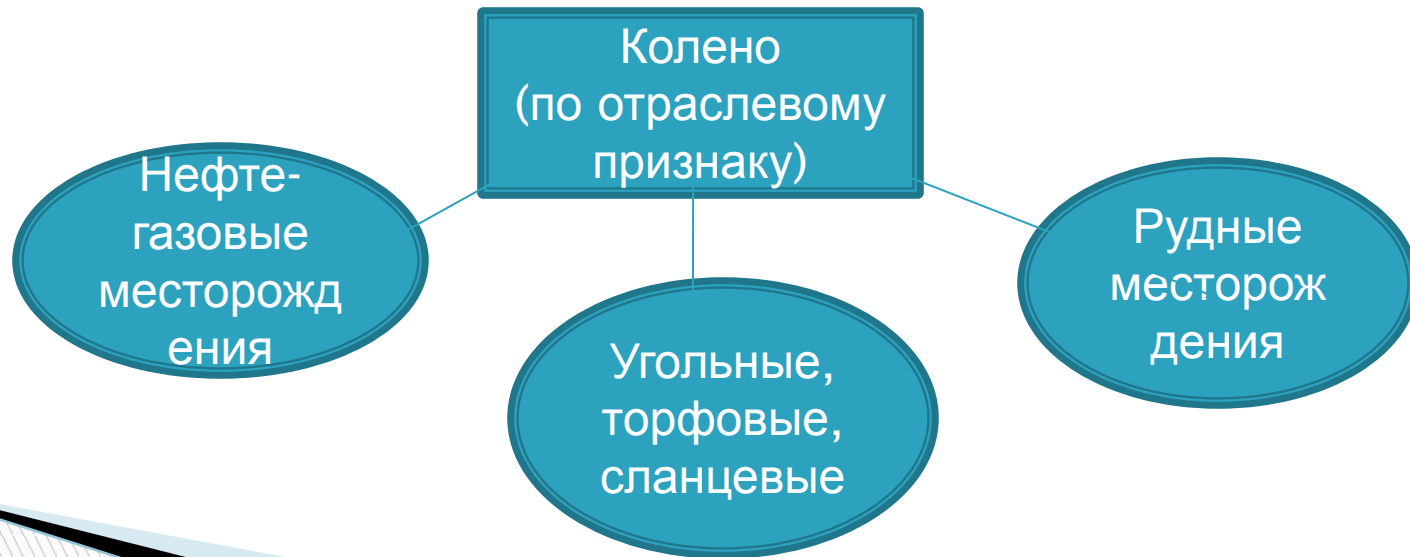 Колено
(по отраслевому
признаку)
Нефте-
газовые
месторожд
ения
Угольные,
торфовые,
сланцевые
Рудные
месторож
дения